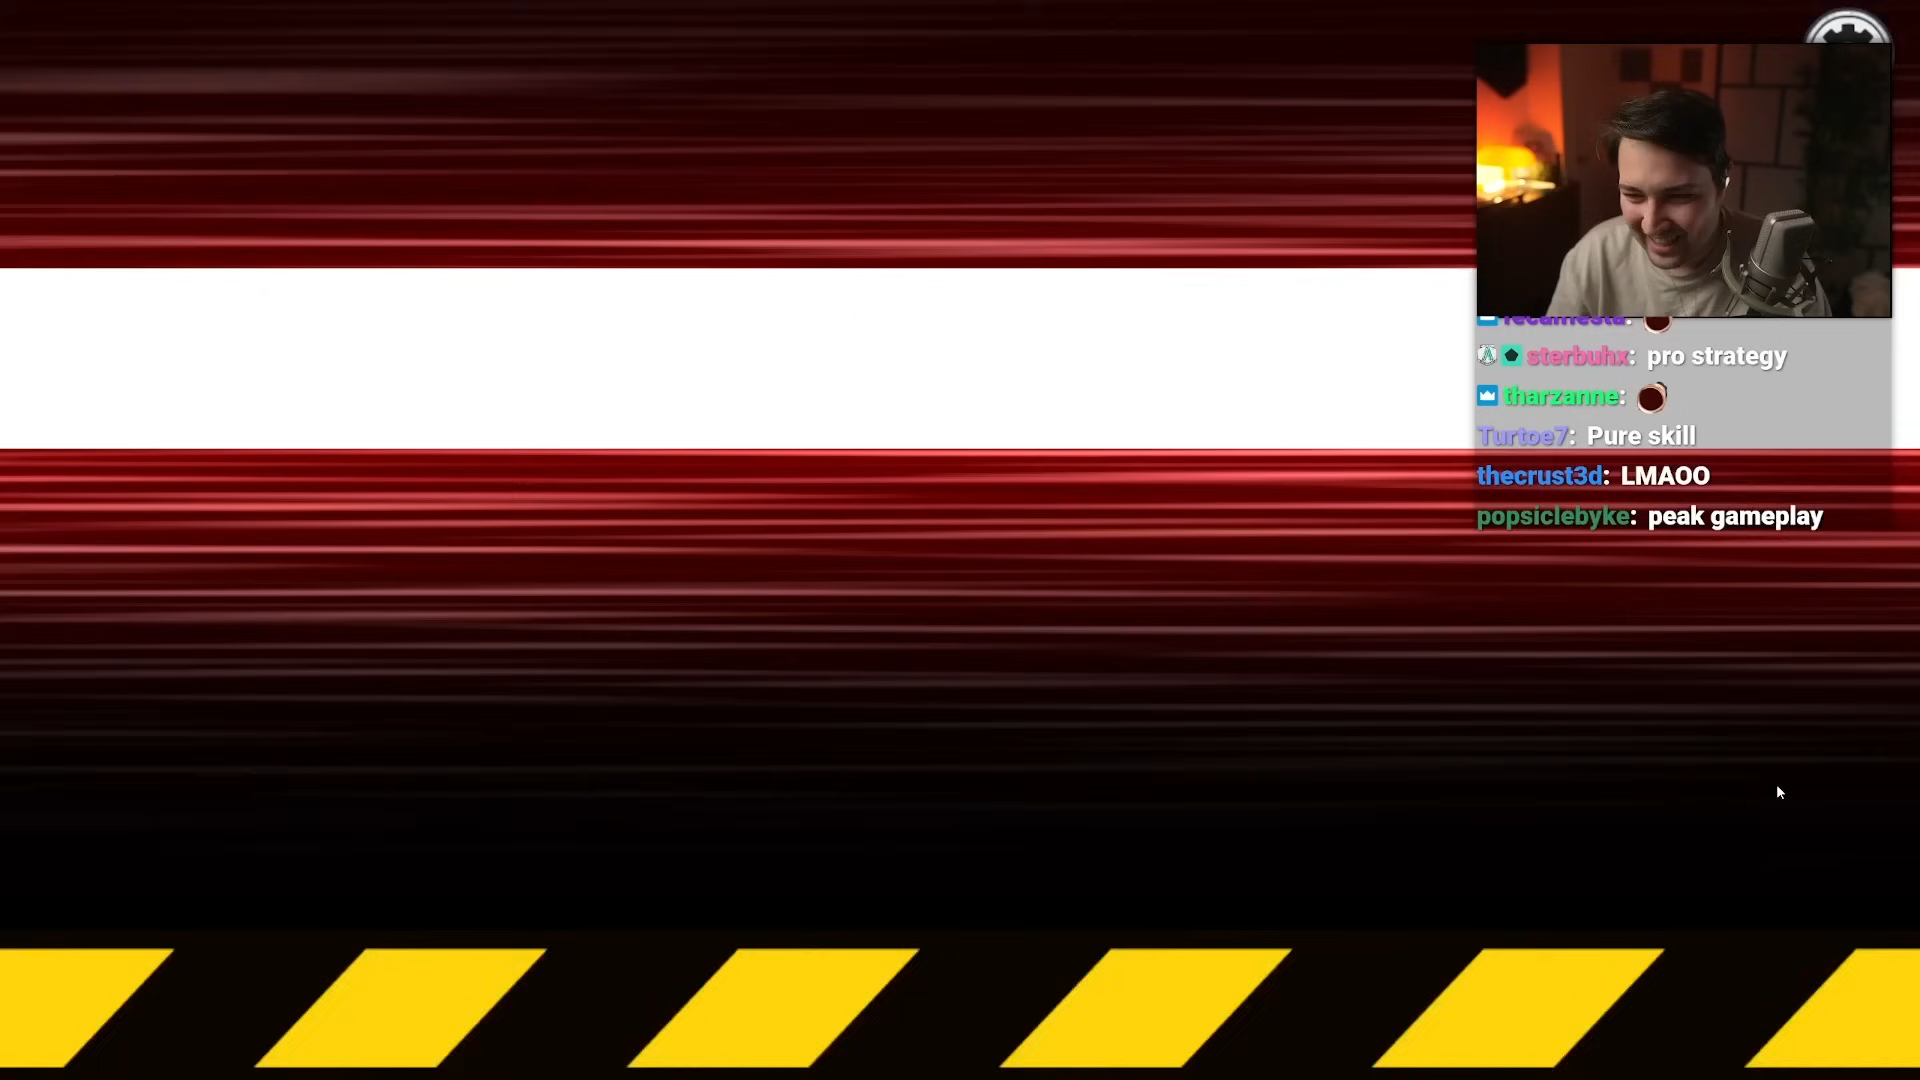 sterbuhx: pro strategy
tharzanne:
Turtoe7: Pure skill
thecrust3d: LMAOO
popsiclebyke: peak gameplay